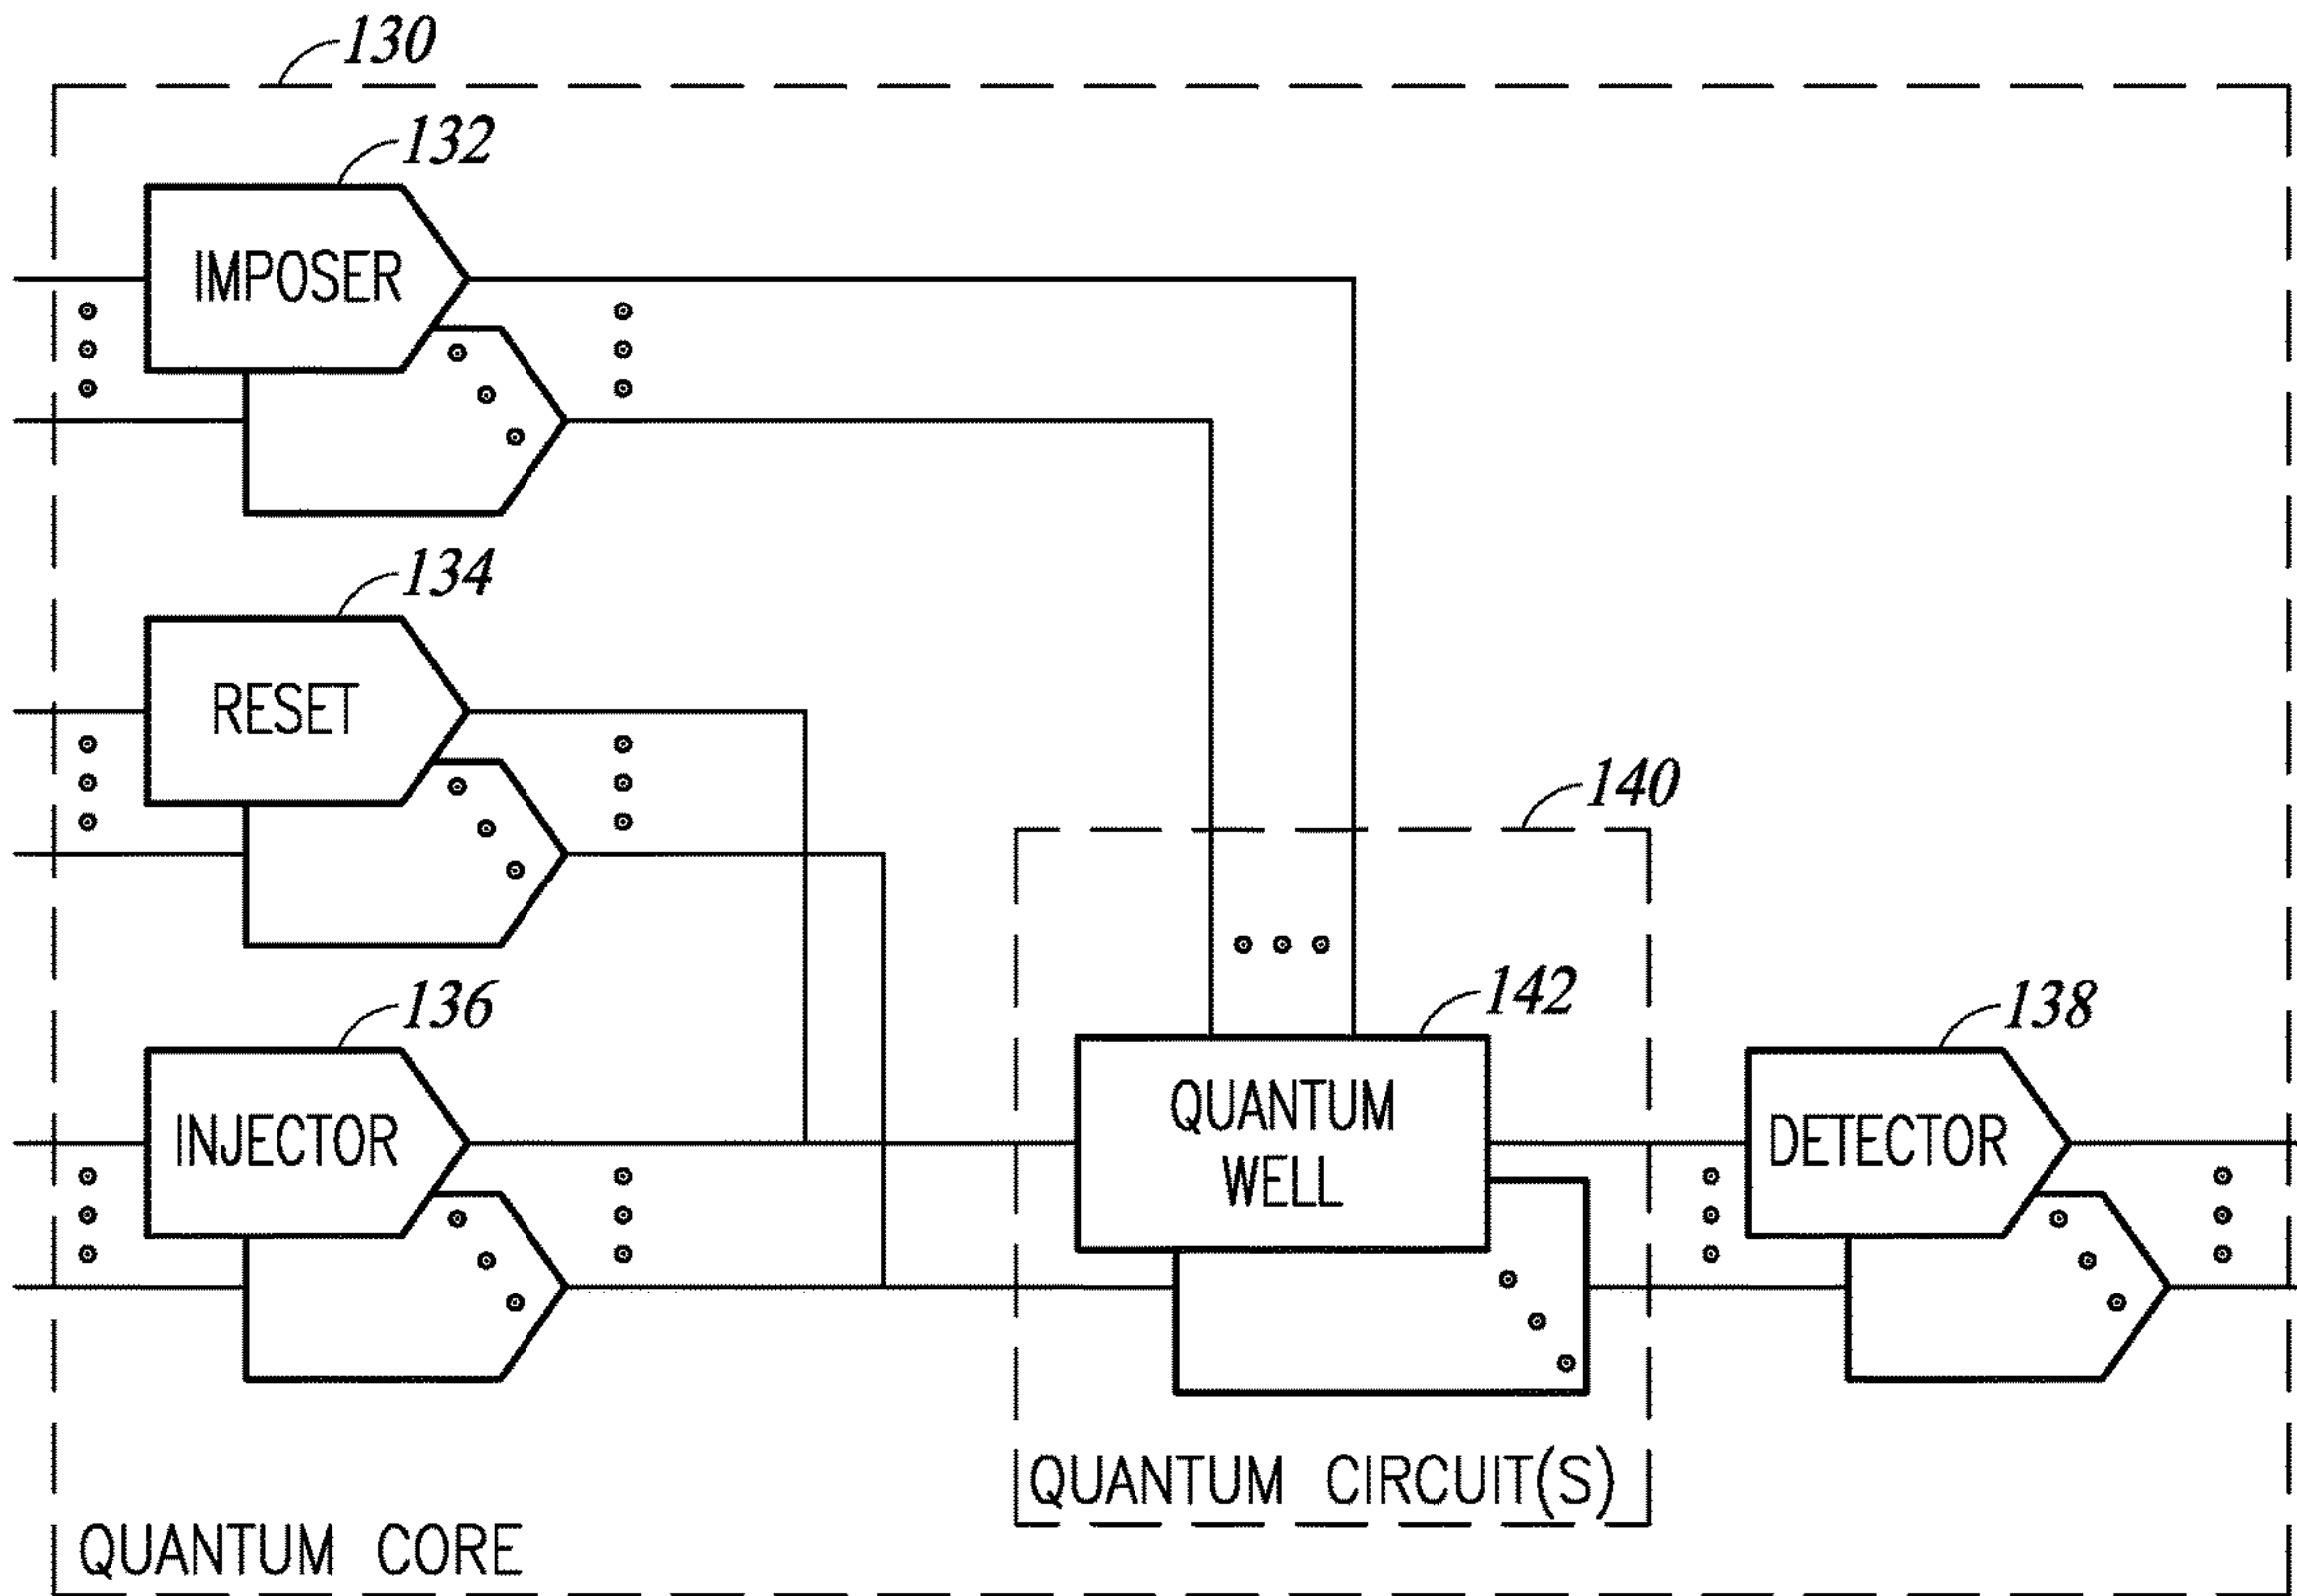 130
132
IMPOSER
134
RESET
140
136
INJECTOR
142
QUANTUM
WELL
138
DETECTOR
QUANTUM CIRCUIT(S)
QUANTUM CORE